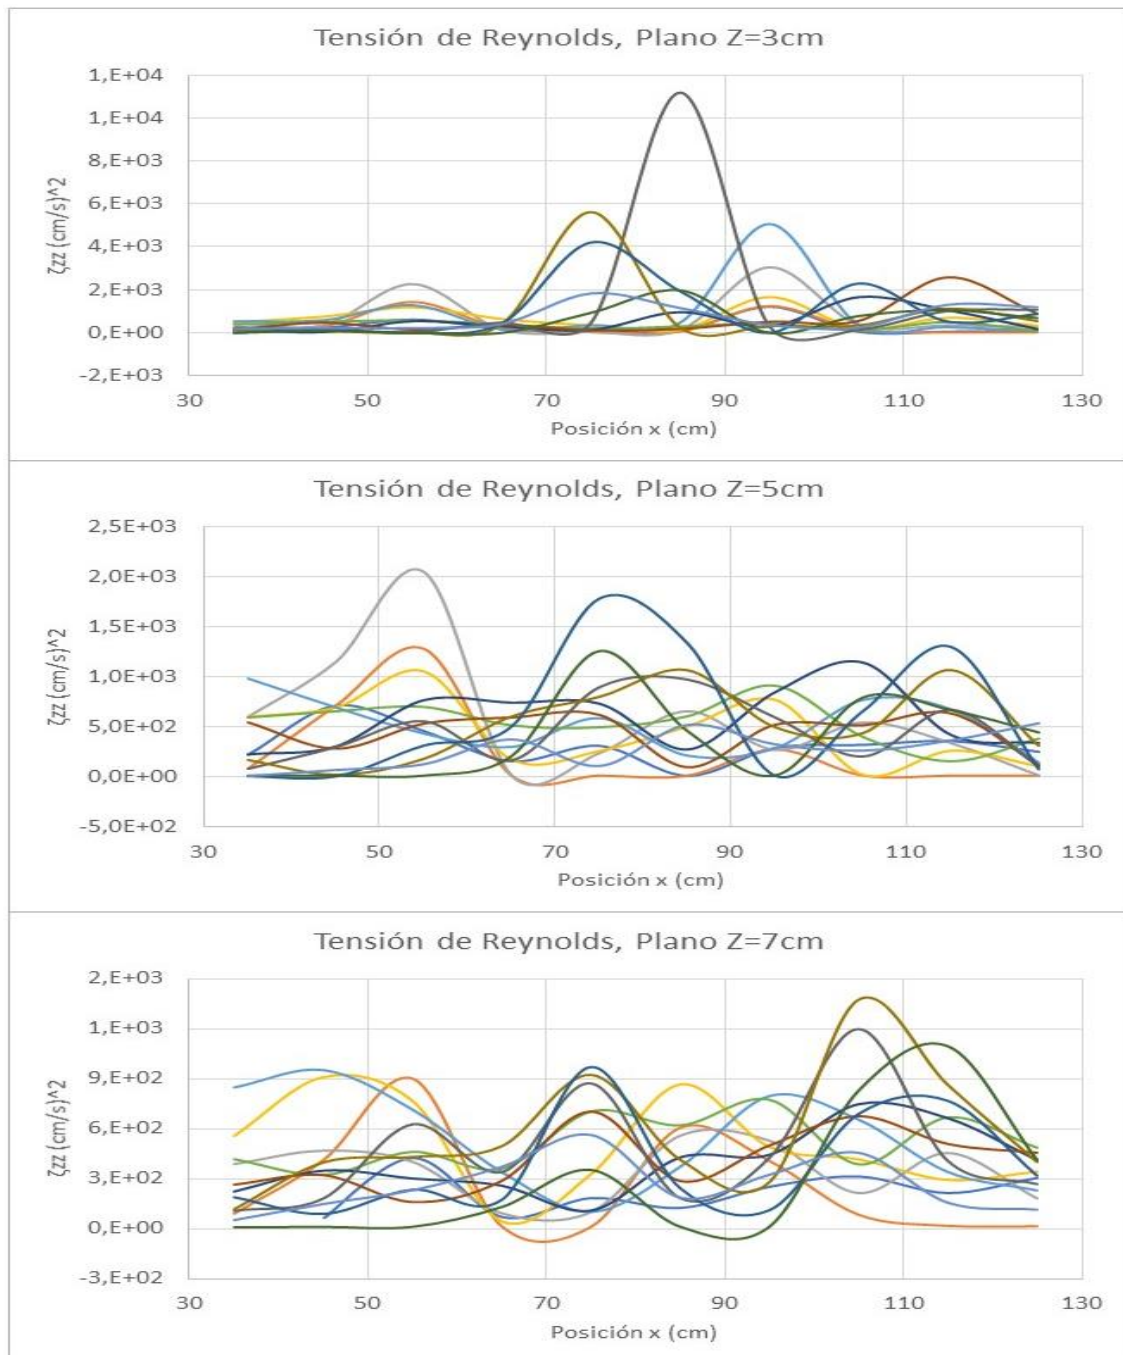 Tensión de Reynolds, Plano Z=3cm
ζzz (cm/s)^2
1,E+04
1,E+04
8,E+03
6,E+03
4,E+03
2,E+03
0,E+00
-2,E+03
30 50 70 90 110 130
Posición x (cm)
Tensión de Reynolds, Plano Z=5cm
ζzz (cm/s)^2
2,5E+03
2,0E+03
1,5E+03
1,0E+03
5,0E+02
0,0E+00
-5,0E+02
30 50 70 90 110 130
Posición x (cm)
Tensión de Reynolds, Plano Z=7cm
ζzz (cm/s)^2
2,E+03
1,E+03
9,E+02
6,E+02
3,E+02
0,E+00
-3,E+02
30 50 70 90 110 130
Posición x (cm)